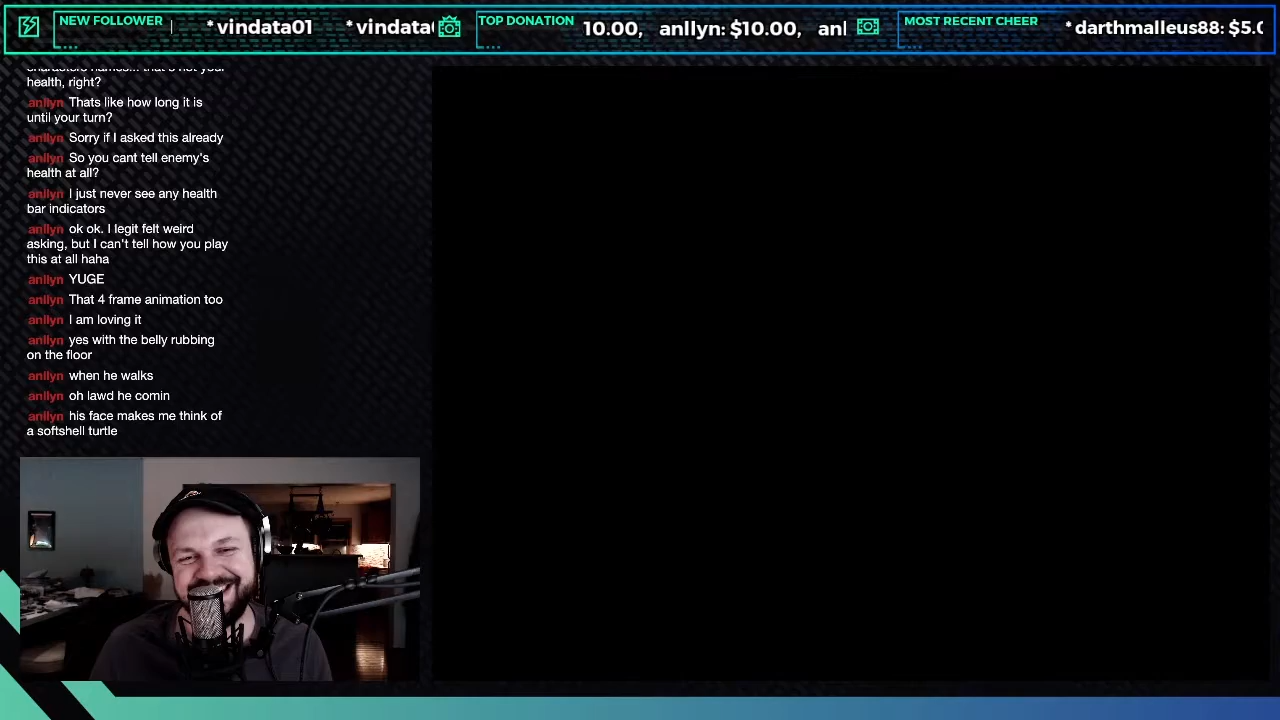 NEW FOLLOWER
* vindata01 * vindata
TOP DONATION
10.00, anllyn: $10.00, anl
MOST RECENT CHEER
* darthmalleus88: $5.0
characters names... that's not your
health, right?
anllyn Thats like how long it is
until your turn?
anllyn Sorry if I asked this already
anllyn So you cant tell enemy's
health at all?
anllyn I just never see any health
bar indicators
anllyn ok ok. I legit felt weird
asking, but I can't tell how you play
this at all haha
anllyn YUGE
anllyn That 4 frame animation too
anllyn I am loving it
anllyn yes with the belly rubbing
on the floor
anllyn when he walks
anllyn oh lawd he comin
anllyn his face makes me think of
a softshell turtle